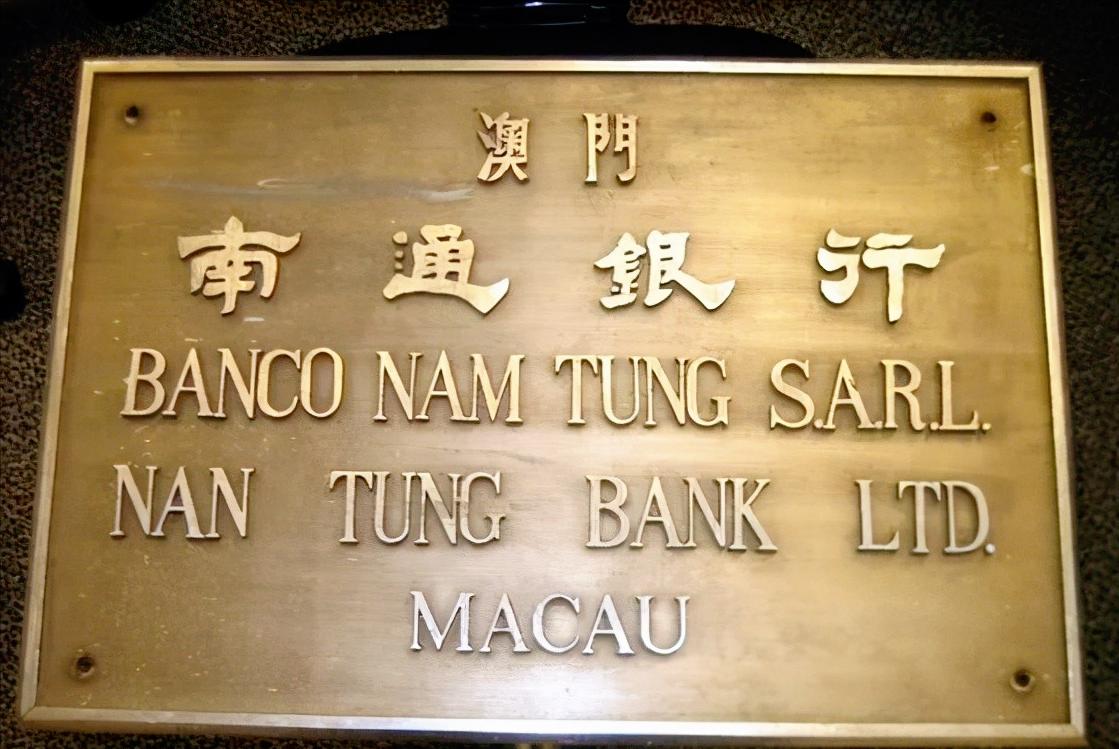 澳門
南通銀行
BANCO NAM TUNG S.A.R.L.
NAN TUNG BANK LTD.
MACAU